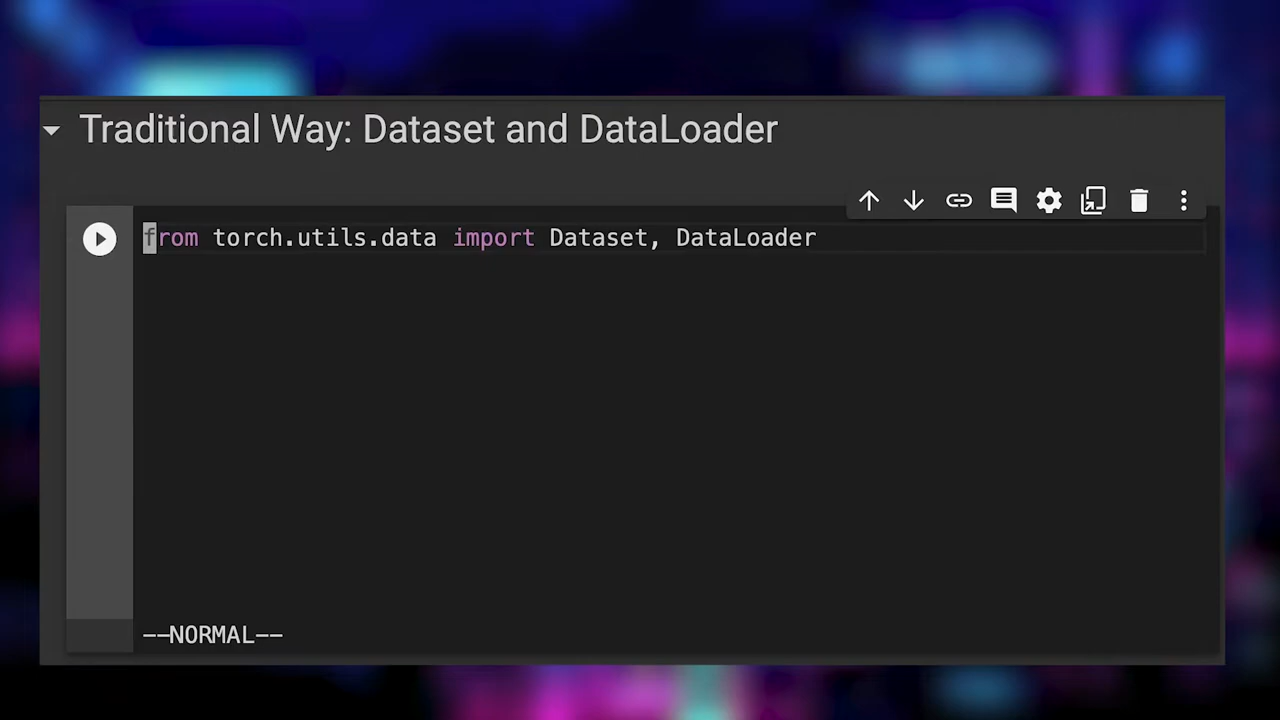 Traditional Way: Dataset and DataLoader
from torch.utils.data import Dataset, DataLoader
--NORMAL--